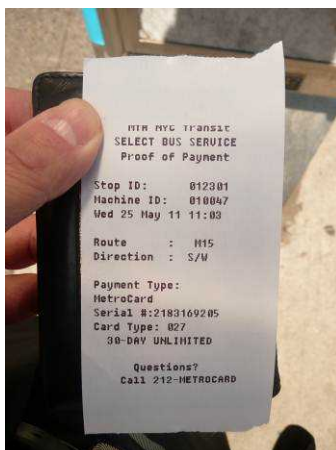 MTA NYC Transit
SELECT BUS SERVICE
Proof of Payment
Stop ID: 012301
Machine ID: 010047
Wed 25 May 11 11:03
Route : M15
Direction : S/W
Payment Type:
MetroCard
Serial #:2183169205
Card Type: 027
30-DAY UNLIMITED
Questions?
Call 212-METROCARD